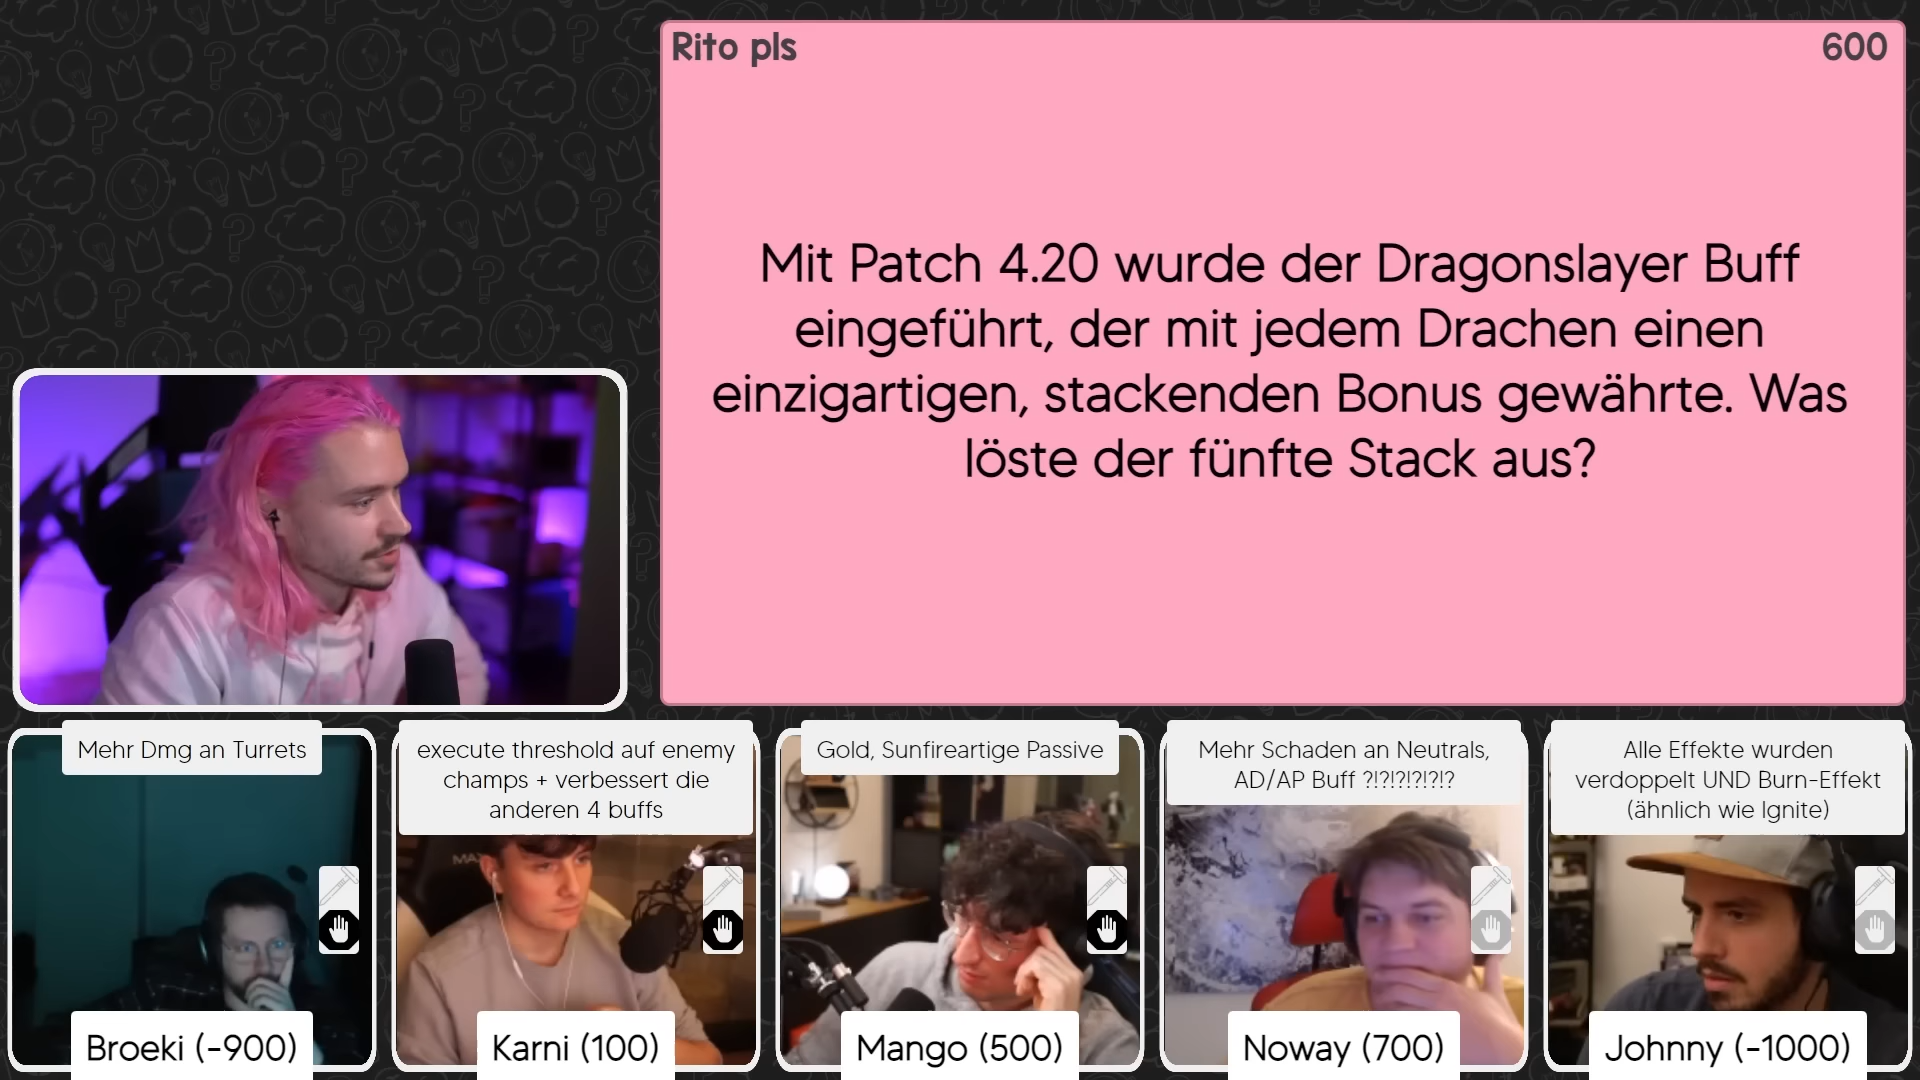 Rito pls
600
Mit Patch 4.20 wurde der Dragonslayer Buff
eingeführt, der mit jedem Drachen einen
einzigartigen, stackenden Bonus gewährte. Was
löste der fünfte Stack aus?
Mehr Dmg an Turrets
Broeki (-900)
execute threshold auf enemy
champs + verbessert die
anderen 4 buffs
Karni (100)
Gold, Sunfireartige Passive
Mango (500)
Mehr Schaden an Neutrals,
AD/AP Buff ?!?!?!?!?!?
Noway (700)
Alle Effekte wurden
verdoppelt UND Burn-Effekt
(ähnlich wie Ignite)
Johnny (-1000)